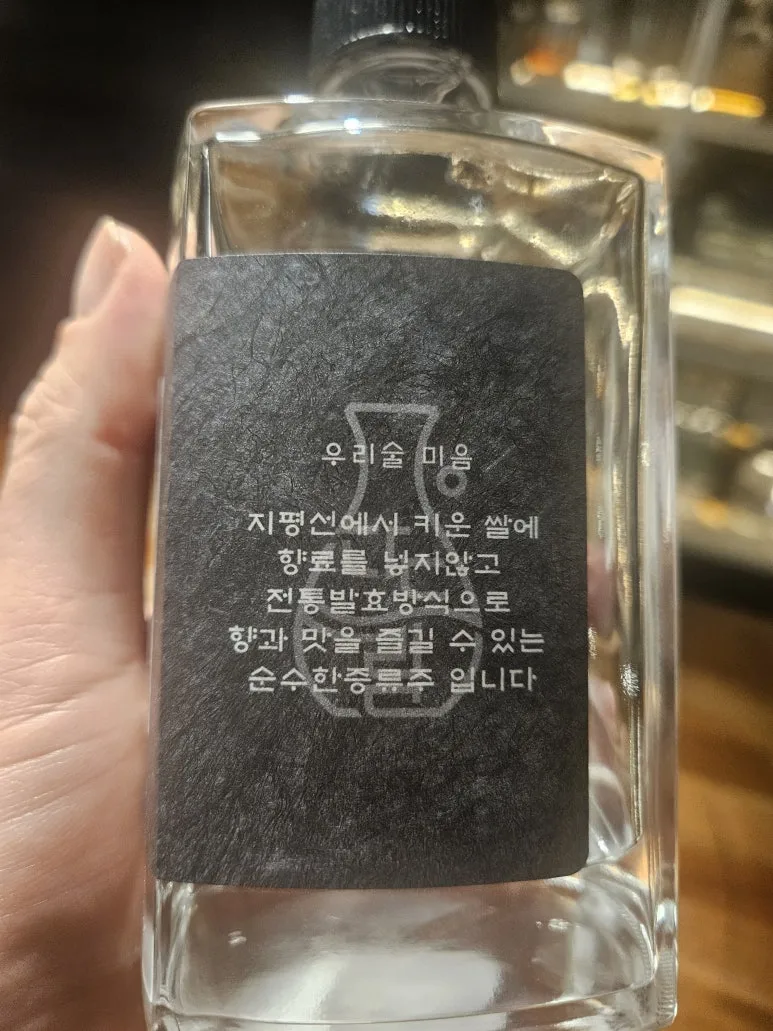 우리술 미음
지평선에서 키운 쌀에
향료를 넣지않고
전통발효방식으로
향과 맛을 즐길 수 있는
순수한증류주 입니다